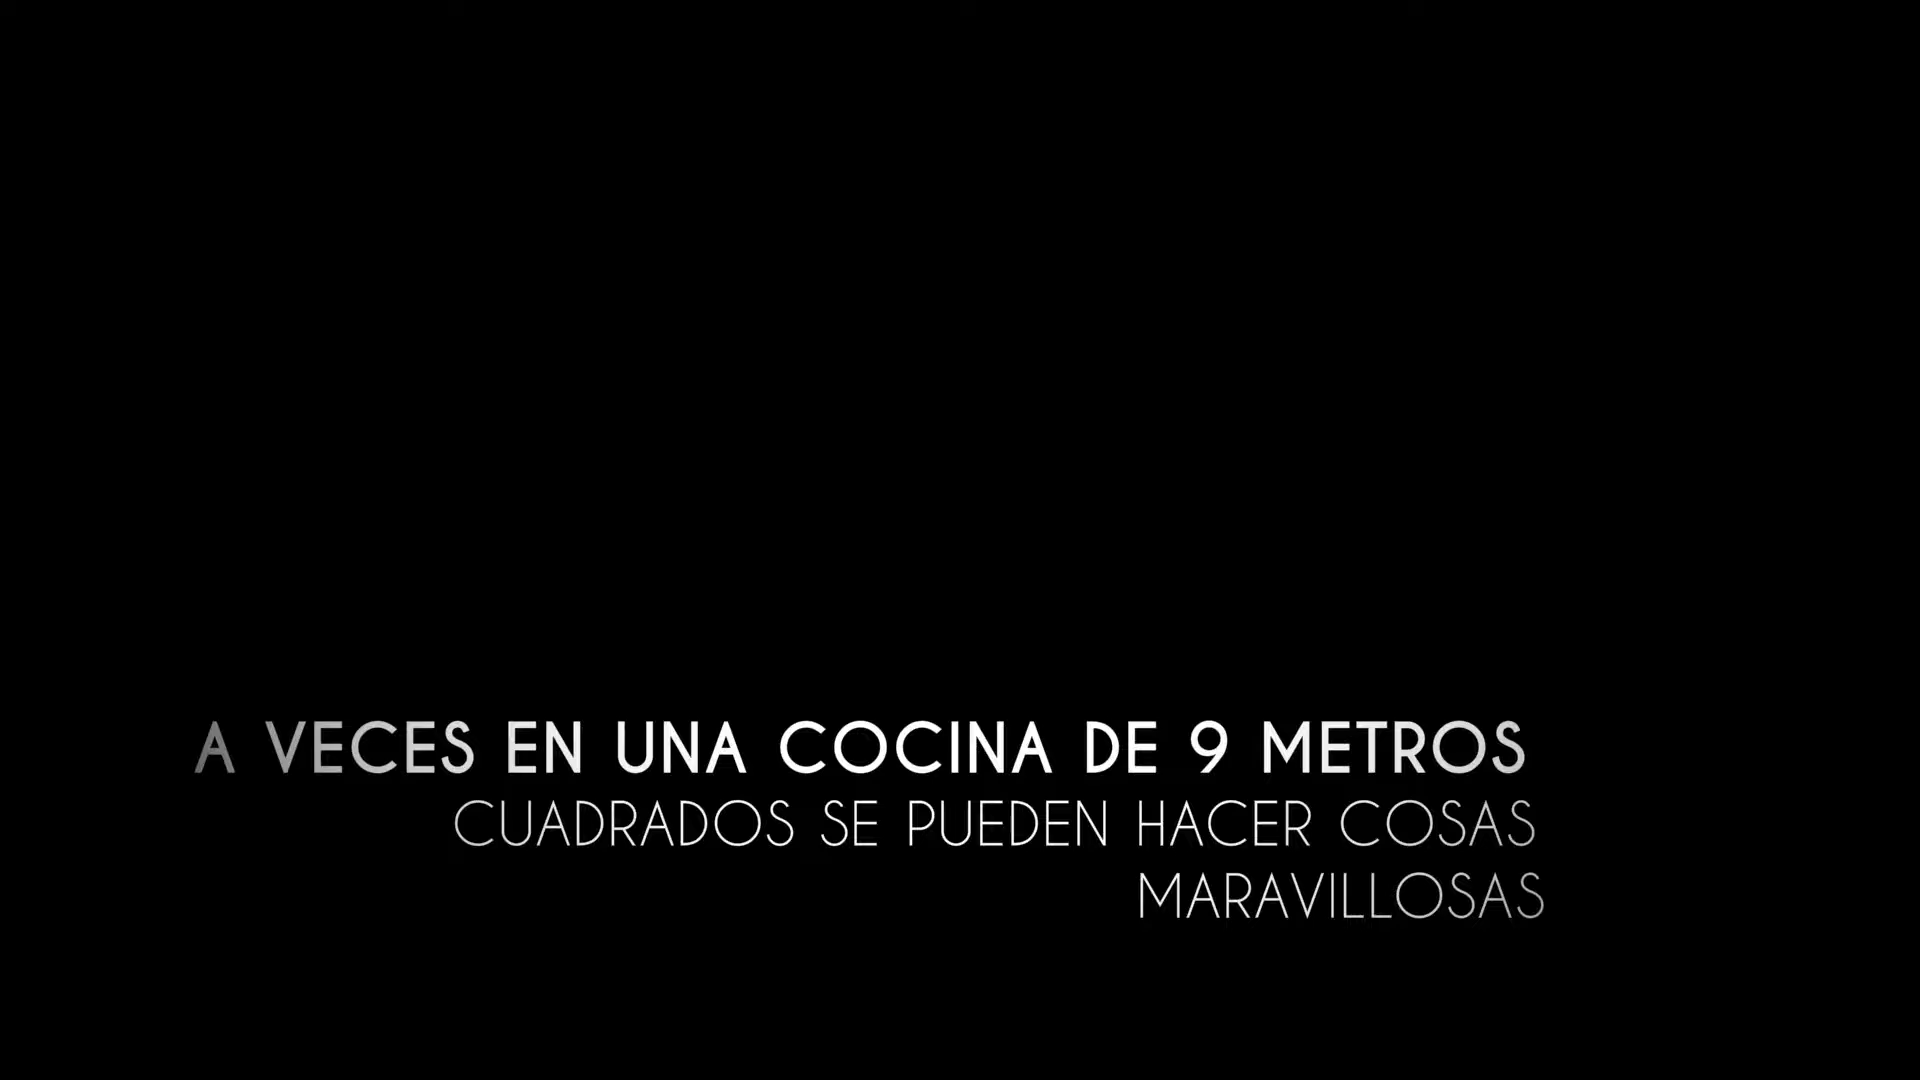 A VECES EN UNA COCINA DE 9 METROS
CUADRADOS SE PUEDEN HACER COSAS
MARAVILLOSAS